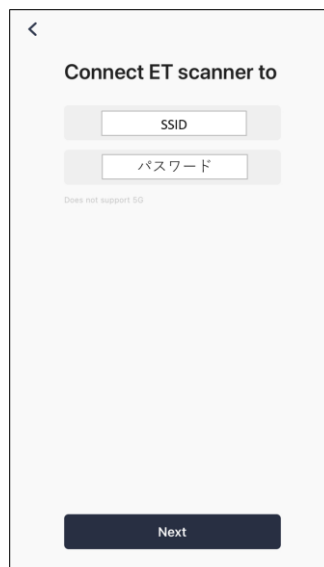 Connect ET scanner to
SSID
パスワード
Does not support 5G
Next